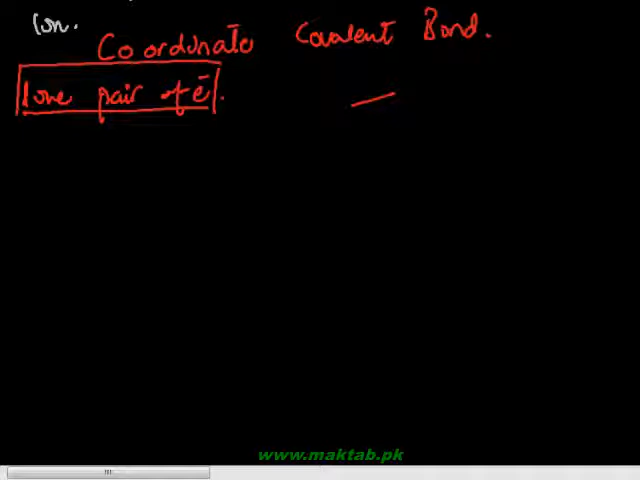 Ion.
Coordinate Covalent Bond.
lone pair of ē.
www.maktab.pk